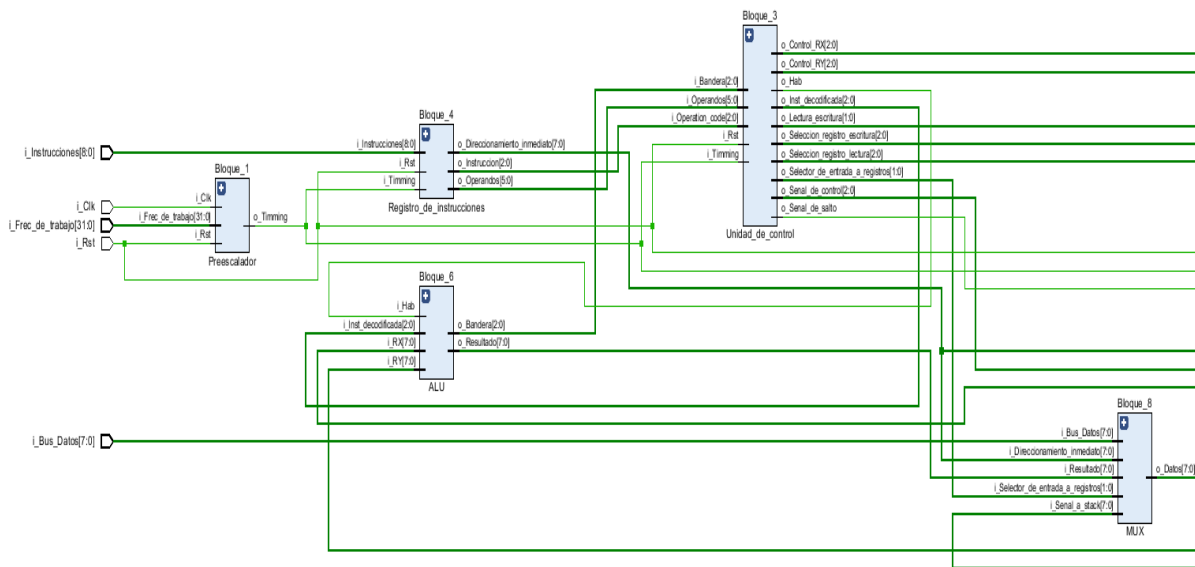 Bloque_3
o_Control_RX[2:0]
o_Control_RY[2:0]
i_Bandera[2:0]
o_Hab
i_Operandos[5:0]
o_Inst_decodificada[2:0]
i_Operation_code[2:0]
o_Lectura_escritura[1:0]
i_Rst
o_Seleccion_registro_escritura[2:0]
i_Timming
o_Seleccion_registro_lectura[2:0]
o_Selector_de_entrada_a_registros[1:0]
o_Senal_de_control[2:0]
o_Senal_de_salto
Unidad_de_control
Bloque_4
i_Instrucciones[8:0]
i_Instrucciones[8:0]
o_Direccionamiento_inmediato[7:0]
i_Rst
o_Instruccion[2:0]
i_Timming
o_Operandos[5:0]
Registro_de_instrucciones
Bloque_1
i_Clk
i_Clk
i_Frec_de_trabajo[31:0]
i_Frec_de_trabajo[31:0]
o_Timming
i_Rst
i_Rst
Preescalador
Bloque_6
i_Hab
i_Inst_decodificada[2:0]
o_Bandera[2:0]
i_RX[7:0]
o_Resultado[7:0]
i_RY[7:0]
ALU
Bloque_8
i_Bus_Datos[7:0]
i_Bus_Datos[7:0]
i_Direccionamiento_inmediato[7:0]
i_Resultado[7:0]
o_Datos[7:0]
i_Selector_de_entrada_a_registros[1:0]
i_Senal_a_stack[7:0]
MUX